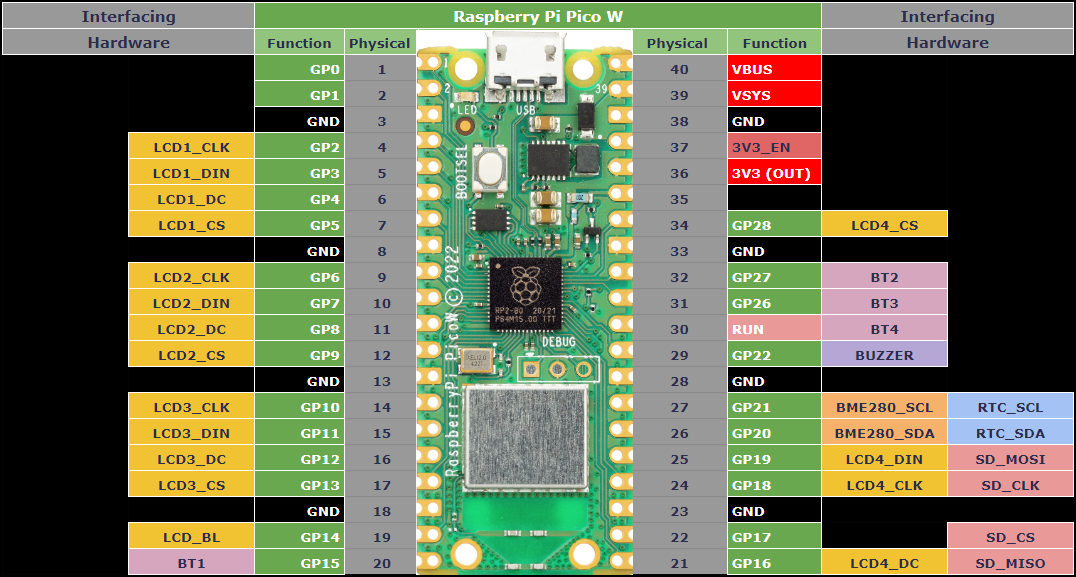 Interfacing Raspberry Pi Pico W Interfacing
Hardware Function Physical Physical Function Hardware
GP0 1 40 VBUS
GP1 2 39 VSYS
GND 3 38 GND
LCD1_CLK GP2 4 37 3V3_EN
LCD1_DIN GP3 5 36 3V3 (OUT)
LCD1_DC GP4 6 35
LCD1_CS GP5 7 34 GP28 LCD4_CS
GND 8 33 GND
LCD2_CLK GP6 9 32 GP27 BT2
LCD2_DIN GP7 10 31 GP26 BT3
LCD2_DC GP8 11 30 RUN BT4
LCD2_CS GP9 12 29 GP22 BUZZER
GND 13 28 GND
LCD3_CLK GP10 14 27 GP21 BME280_SCL RTC_SCL
LCD3_DIN GP11 15 26 GP20 BME280_SDA RTC_SDA
LCD3_DC GP12 16 25 GP19 LCD4_DIN SD_MOSI
LCD3_CS GP13 17 24 GP18 LCD4_CLK SD_CLK
GND 18 23 GND
LCD_BL GP14 19 22 GP17 SD_CS
BT1 GP15 20 21 GP16 LCD4_DC SD_MISO
1
2
39
LED
USB
BOOTSEL
RP2-B0 20/21
P64M15.00 TTT
DEBUG
Raspberry Pi PicoW © 2022